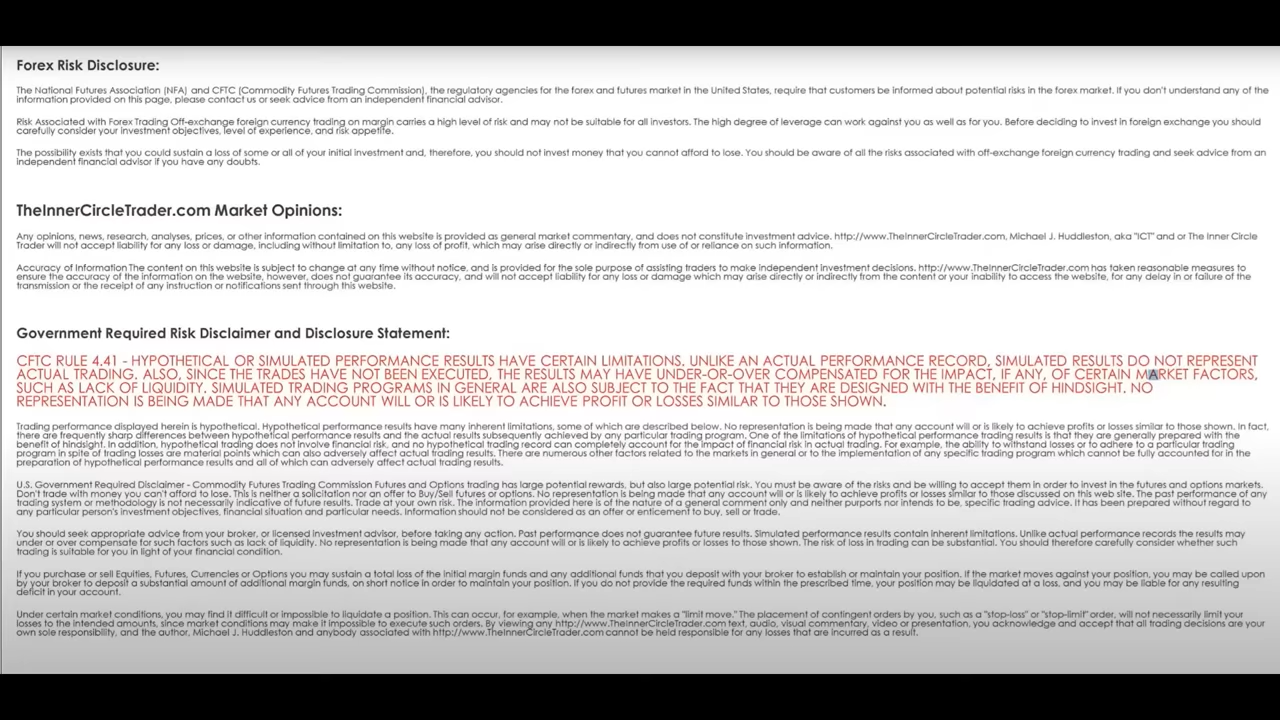 Forex Risk Disclosure:
The National Futures Association (NFA) and CFTC (Commodity Futures Trading Commission), the regulatory agencies for the forex and futures market in the United States, require that customers be informed about potential risks in the forex market. If you don't understand any of the
information provided on this page, please contact us or seek advice from an independent financial advisor.
Risk Associated with Forex Trading Off-exchange foreign currency trading on margin carries a high level of risk and may not be suitable for all investors. The high degree of leverage can work against you as well as for you. Before deciding to invest in foreign exchange you should
carefully consider your investment objectives, level of experience, and risk appetite.
The possibility exists that you could sustain a loss of some or all of your initial investment and, therefore, you should not invest money that you cannot afford to lose. You should be aware of all the risks associated with off-exchange foreign currency trading and seek advice from an
independent financial advisor if you have any doubts.
TheInnerCircleTrader.com Market Opinions:
Any opinions, news, research, analyses, prices, or other information contained on this website is provided as general market commentary, and does not constitute investment advice. http://www.TheInnerCircleTrader.com, Michael J. Huddleston, aka "ICT" and or The Inner Circle
Trader will not accept liability for any loss or damage, including without limitation to, any loss of profit, which may arise directly or indirectly from use of or reliance on such information.
Accuracy of Information The content on this website is subject to change at any time without notice, and is provided for the sole purpose of assisting traders to make independent investment decisions. http://www.TheInnerCircleTrader.com has taken reasonable measures to
ensure the accuracy of the information on the website, however, does not guarantee its accuracy, and will not accept liability for any loss or damage which may arise directly or indirectly from the content or your inability to access the website, for any delay in or failure of the
transmission or the receipt of any instruction or notifications sent through this website.
Government Required Risk Disclaimer and Disclosure Statement:
CFTC RULE 4.41 - HYPOTHETICAL OR SIMULATED PERFORMANCE RESULTS HAVE CERTAIN LIMITATIONS. UNLIKE AN ACTUAL PERFORMANCE RECORD, SIMULATED RESULTS DO NOT REPRESENT
ACTUAL TRADING. ALSO, SINCE THE TRADES HAVE NOT BEEN EXECUTED, THE RESULTS MAY HAVE UNDER-OR-OVER COMPENSATED FOR THE IMPACT, IF ANY, OF CERTAIN MARKET FACTORS,
SUCH AS LACK OF LIQUIDITY. SIMULATED TRADING PROGRAMS IN GENERAL ARE ALSO SUBJECT TO THE FACT THAT THEY ARE DESIGNED WITH THE BENEFIT OF HINDSIGHT. NO
REPRESENTATION IS BEING MADE THAT ANY ACCOUNT WILL OR IS LIKELY TO ACHIEVE PROFIT OR LOSSES SIMILAR TO THOSE SHOWN.
Trading performance displayed herein is hypothetical. Hypothetical performance results have many inherent limitations, some of which are described below. No representation is being made that any account will or is likely to achieve profits or losses similar to those shown. In fact,
there are frequently sharp differences between hypothetical performance results and the actual results subsequently achieved by any particular trading program. One of the limitations of hypothetical performance trading results is that they are generally prepared with the
benefit of hindsight. In addition, hypothetical trading does not involve financial risk, and no hypothetical trading record can completely account for the impact of financial risk in actual trading. For example, the ability to withstand losses or to adhere to a particular trading
program in spite of trading losses are material points which can also adversely affect actual trading results. There are numerous other factors related to the markets in general or to the implementation of any specific trading program which cannot be fully accounted for in the
preparation of hypothetical performance results and all of which can adversely affect actual trading results.
U.S. Government Required Disclaimer - Commodity Futures Trading Commission Futures and Options trading has large potential rewards, but also large potential risk. You must be aware of the risks and be willing to accept them in order to invest in the futures and options markets.
Don't trade with money you can't afford to lose. This is neither a solicitation nor an offer to Buy/Sell futures or options. No representation is being made that any account will or is likely to achieve profits or losses similar to those discussed on this web site. The past performance of any
trading system or methodology is not necessarily indicative of future results. Trade at your own risk. The information provided here is of the nature of a general comment only and neither purports nor intends to be, specific trading advice. It has been prepared without regard to
any particular person's investment objectives, financial situation and particular needs. Information should not be considered as an offer or enticement to buy, sell or trade.
You should seek appropriate advice from your broker, or licensed investment advisor, before taking any action. Past performance does not guarantee future results. Simulated performance results contain inherent limitations. Unlike actual performance records the results may
under or over compensate for such factors such as lack of liquidity. No representation is being made that any account will or is likely to achieve profits or losses to those shown. The risk of loss in trading can be substantial. You should therefore carefully consider whether such
trading is suitable for you in light of your financial condition.
If you purchase or sell Equities, Futures, Currencies or Options you may sustain a total loss of the initial margin funds and any additional funds that you deposit with your broker to establish or maintain your position. If the market moves against your position, you may be called upon
by your broker to deposit a substantial amount of additional margin funds, on short notice in order to maintain your position. If you do not provide the required funds within the prescribed time, your position may be liquidated at a loss, and you may be liable for any resulting
deficit in your account.
Under certain market conditions, you may find it difficult or impossible to liquidate a position. This can occur, for example, when the market makes a "limit move." The placement of contingent orders by you, such as a "stop-loss" or "stop-limit" order, will not necessarily limit your
losses to the intended amounts, since market conditions may make it impossible to execute such orders. By viewing any http://www.TheInnerCircleTrader.com text, audio, visual commentary, video or presentation, you acknowledge and accept that all trading decisions are your
own sole responsibility, and the author, Michael J. Huddleston and anybody associated with http://www.TheInnerCircleTrader.com cannot be held responsible for any losses that are incurred as a result.